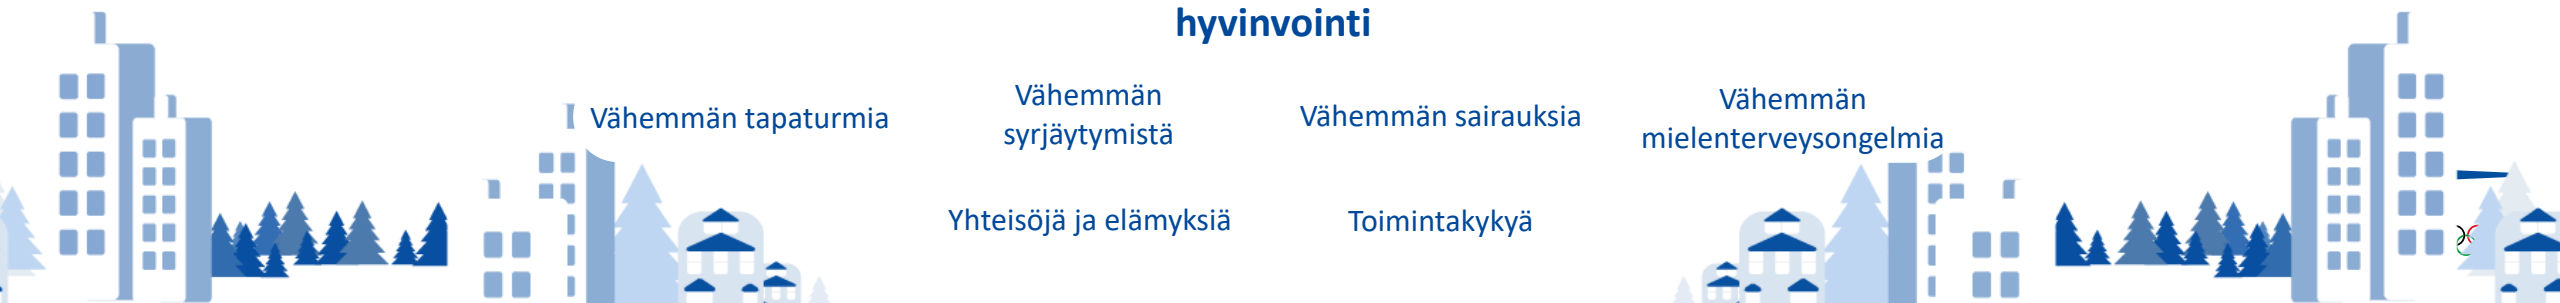 hyvinvointi
Vähemmän tapaturmia
Vähemmän
syrjäytymistä
Vähemmän sairauksia
Vähemmän
mielenterveysongelmia
Yhteisöjä ja elämyksiä
Toimintakykyä